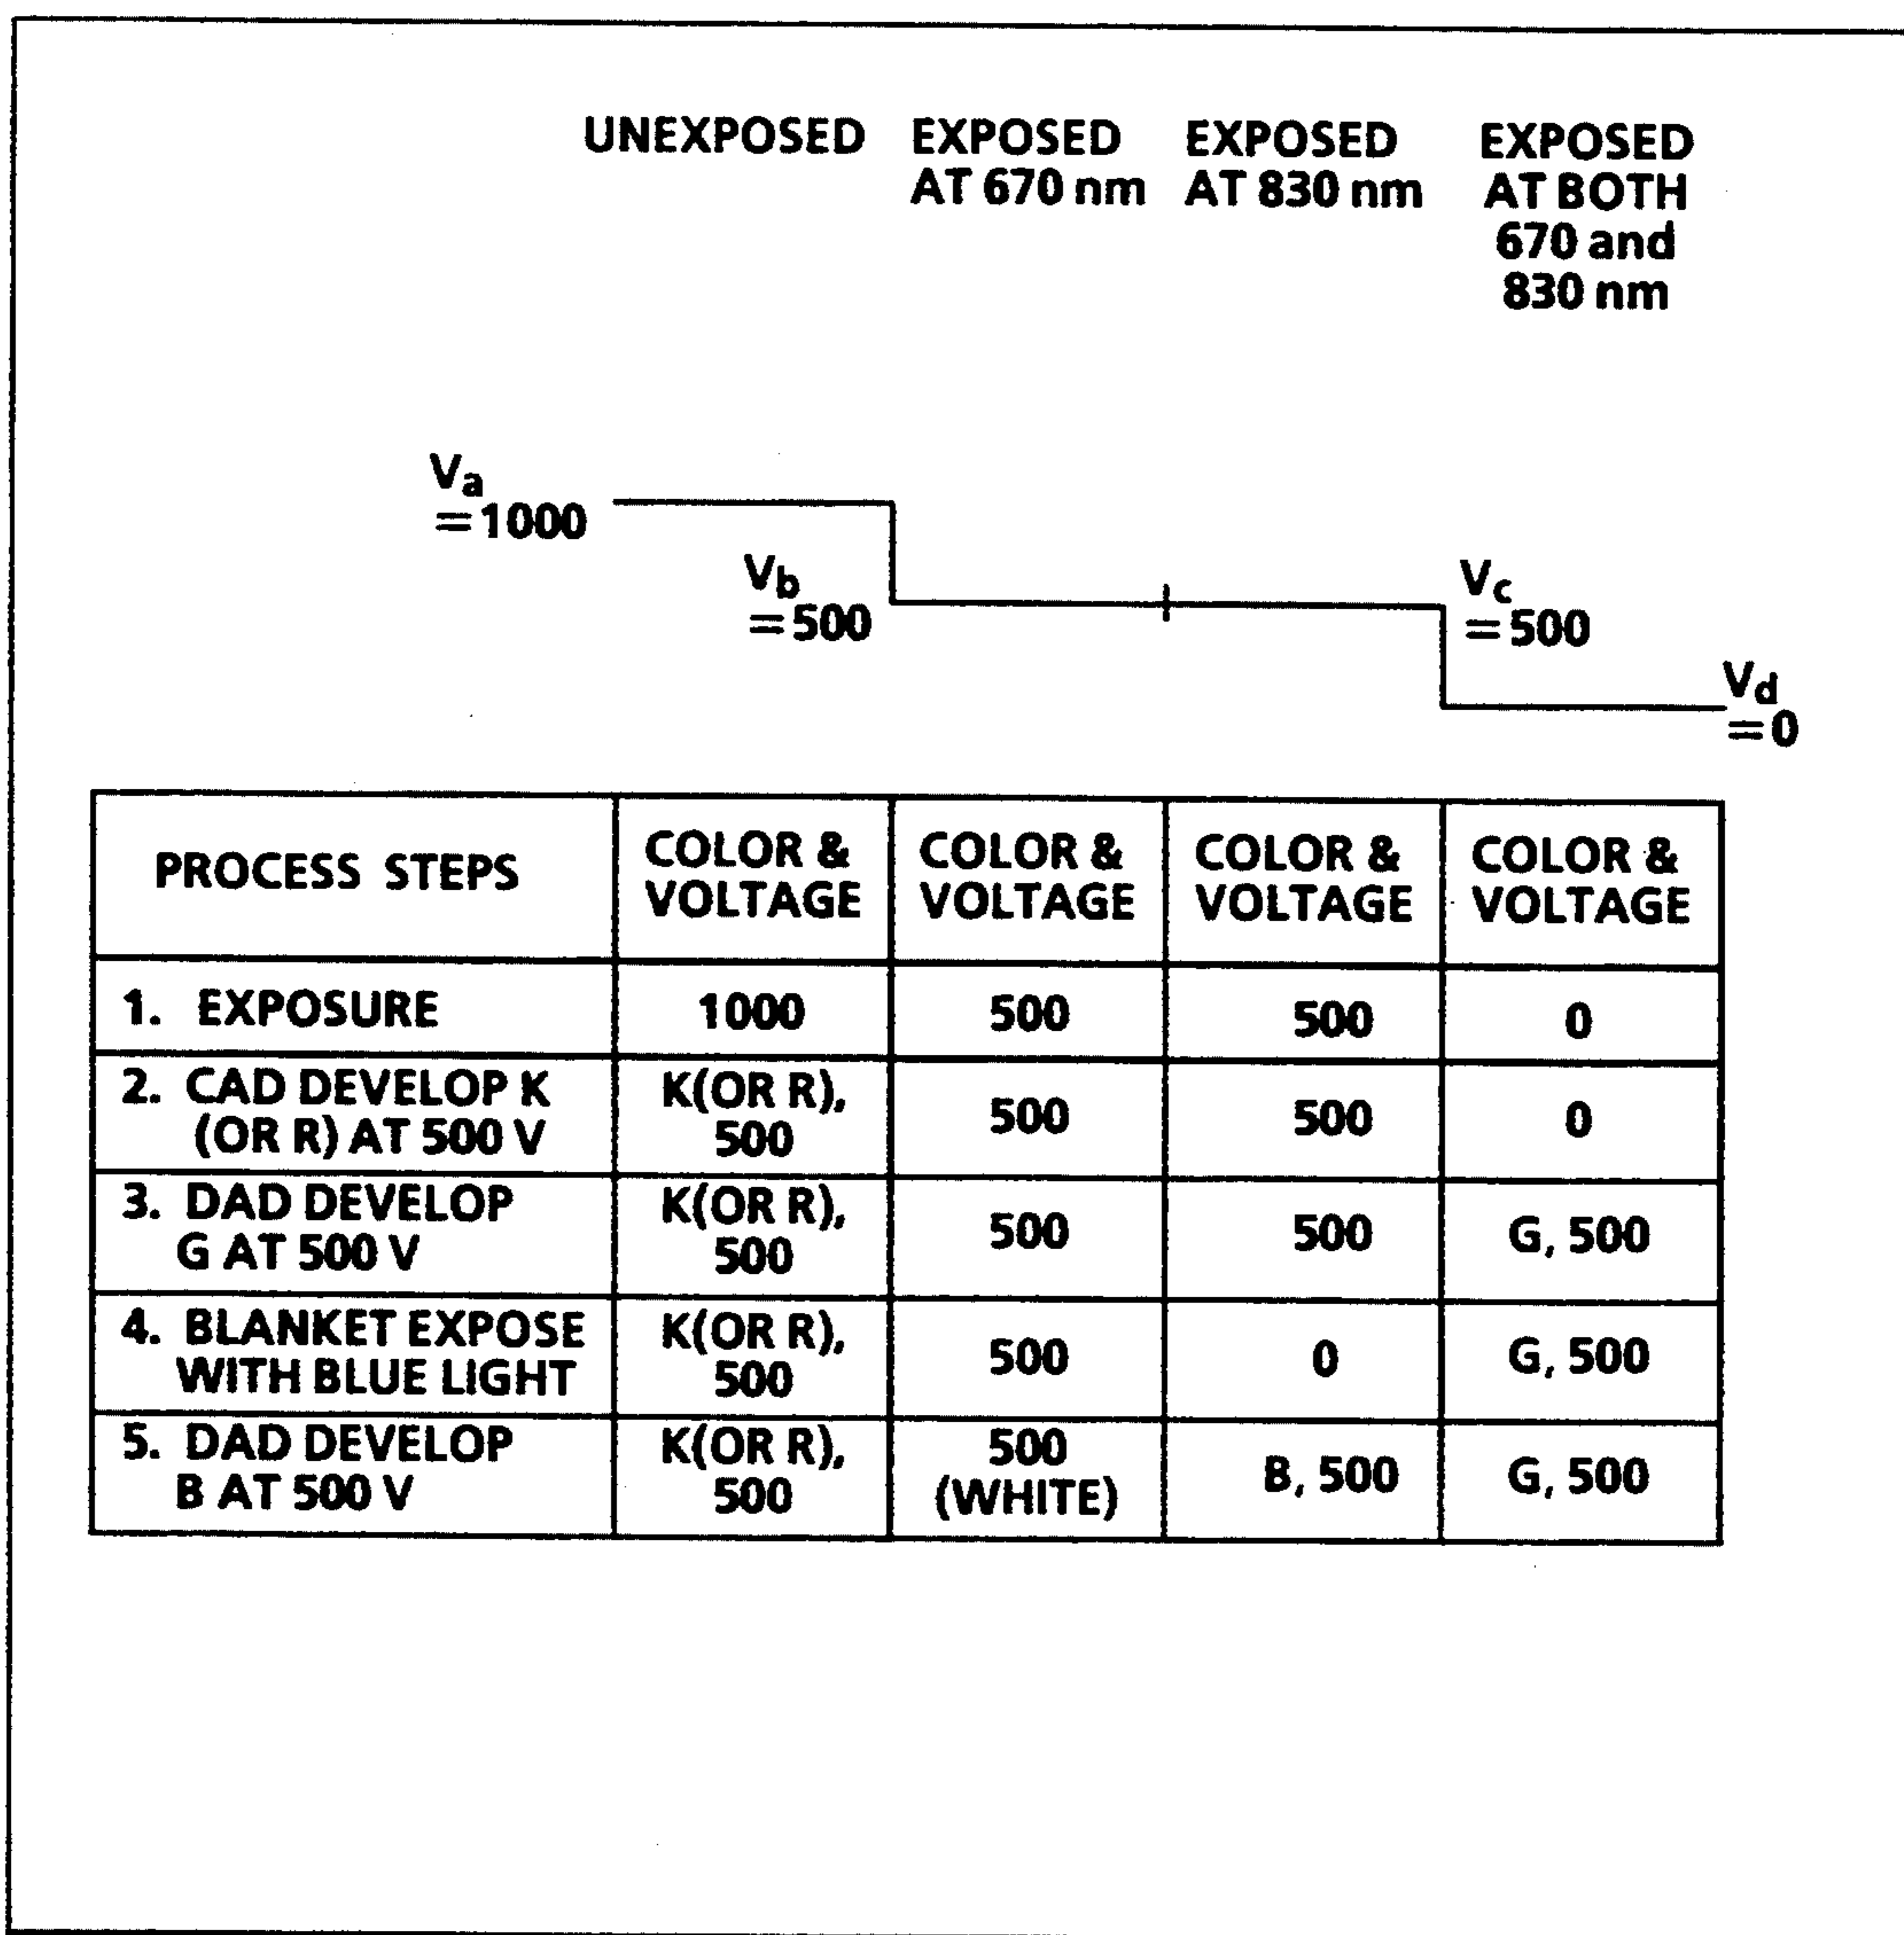 UNEXPOSED
EXPOSED
AT 670 nm
EXPOSED
AT 830 nm
EXPOSED
AT BOTH
670 and
830 nm
Va
=1000
Vb
=500
Vc
=500
Vd
=0
PROCESS STEPS
COLOR &
VOLTAGE
COLOR &
VOLTAGE
COLOR &
VOLTAGE
COLOR &
VOLTAGE
1. EXPOSURE
1000
500
500
0
2. CAD DEVELOP K
(OR R) AT 500 V
K(OR R),
500
500
500
0
3. DAD DEVELOP
G AT 500 V
K(OR R),
500
500
500
G, 500
4. BLANKET EXPOSE
WITH BLUE LIGHT
K(OR R),
500
500
0
G, 500
5. DAD DEVELOP
B AT 500 V
K(OR R),
500
500
(WHITE)
B, 500
G, 500